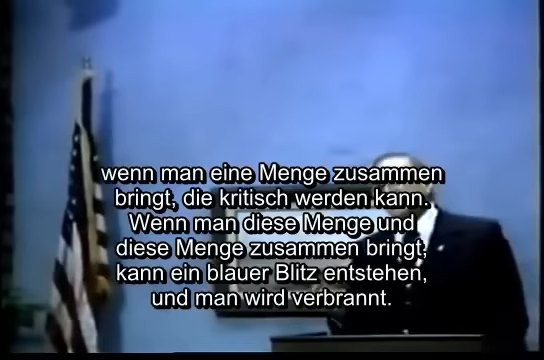 wenn man eine Menge zusammen
bringt, die kritisch werden kann.
Wenn man diese Menge und
diese Menge zusammen bringt,
kann ein blauer Blitz entstehen,
und man wird verbrannt.